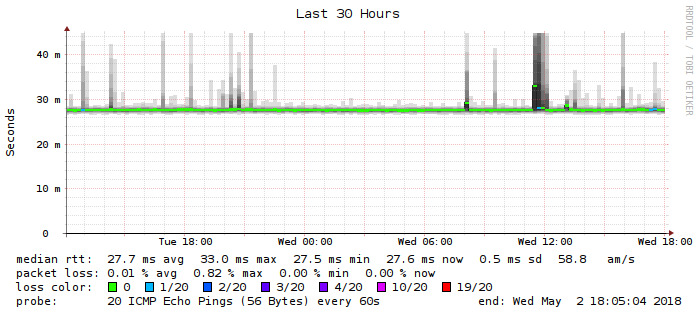 Last 30 Hours
RRDTOOL / TOBI OETIKER
Seconds
40 m
30 m
20 m
10 m
0
Tue 18:00 Wed 00:00 Wed 06:00 Wed 12:00 Wed 18:00
median rtt: 27.7 ms avg 33.0 ms max 27.5 ms min 27.6 ms now 0.5 ms sd 58.8 am/s
packet loss: 0.01 % avg 0.82 % max 0.00 % min 0.00 % now
loss color: 0 1/20 2/20 3/20 4/20 10/20 19/20
probe: 20 ICMP Echo Pings (56 Bytes) every 60s end: Wed May 2 18:05:04 2018